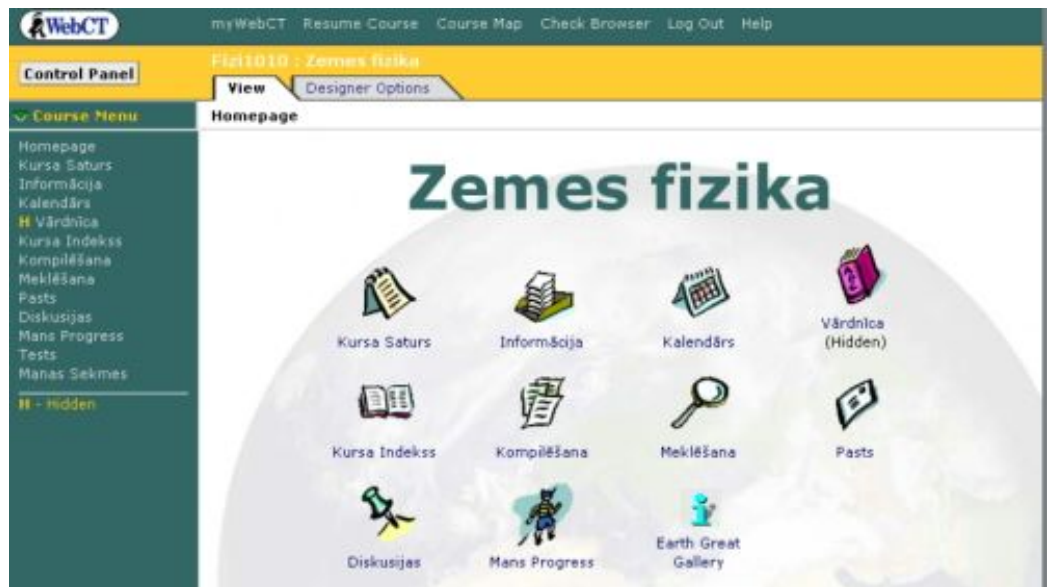 WebCT
myWebCT Resume Course Course Map Check Browser Log Out Help
Control Panel
Fizi1010 : Zemes fizika
View Designer Options
Course Menu
Homepage
Homepage
Kursa Saturs
Informācija
Kalendārs
H Vārdnīca
Kursa Indekss
Kompilēšana
Meklēšana
Pasts
Diskusijas
Mans Progress
Tests
Manas Sekmes
H - Hidden
Zemes fizika
Kursa Saturs
Informācija
Kalendārs
Vārdnīca
(Hidden)
Kursa Indekss
Kompilēšana
Meklēšana
Pasts
Diskusijas
Mans Progress
Earth Great
Gallery